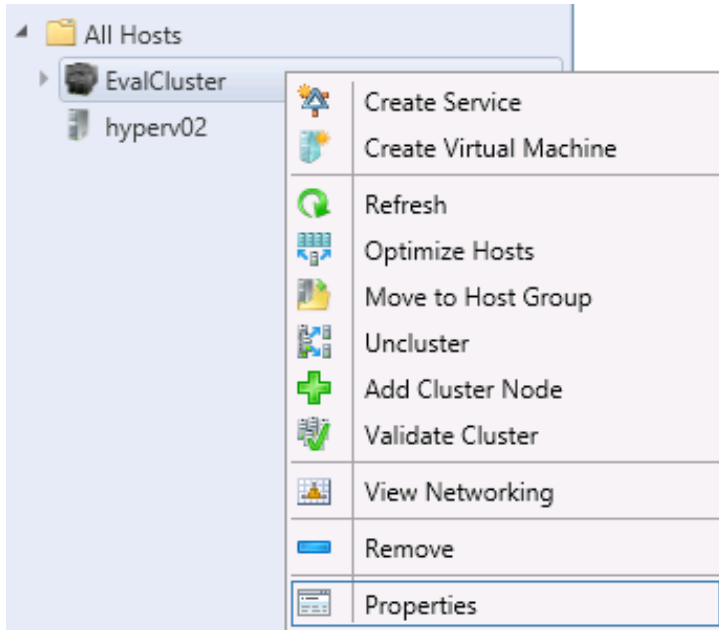 All Hosts
EvalCluster
hyperv02
Create Service
Create Virtual Machine
Refresh
Optimize Hosts
Move to Host Group
Uncluster
Add Cluster Node
Validate Cluster
View Networking
Remove
Properties